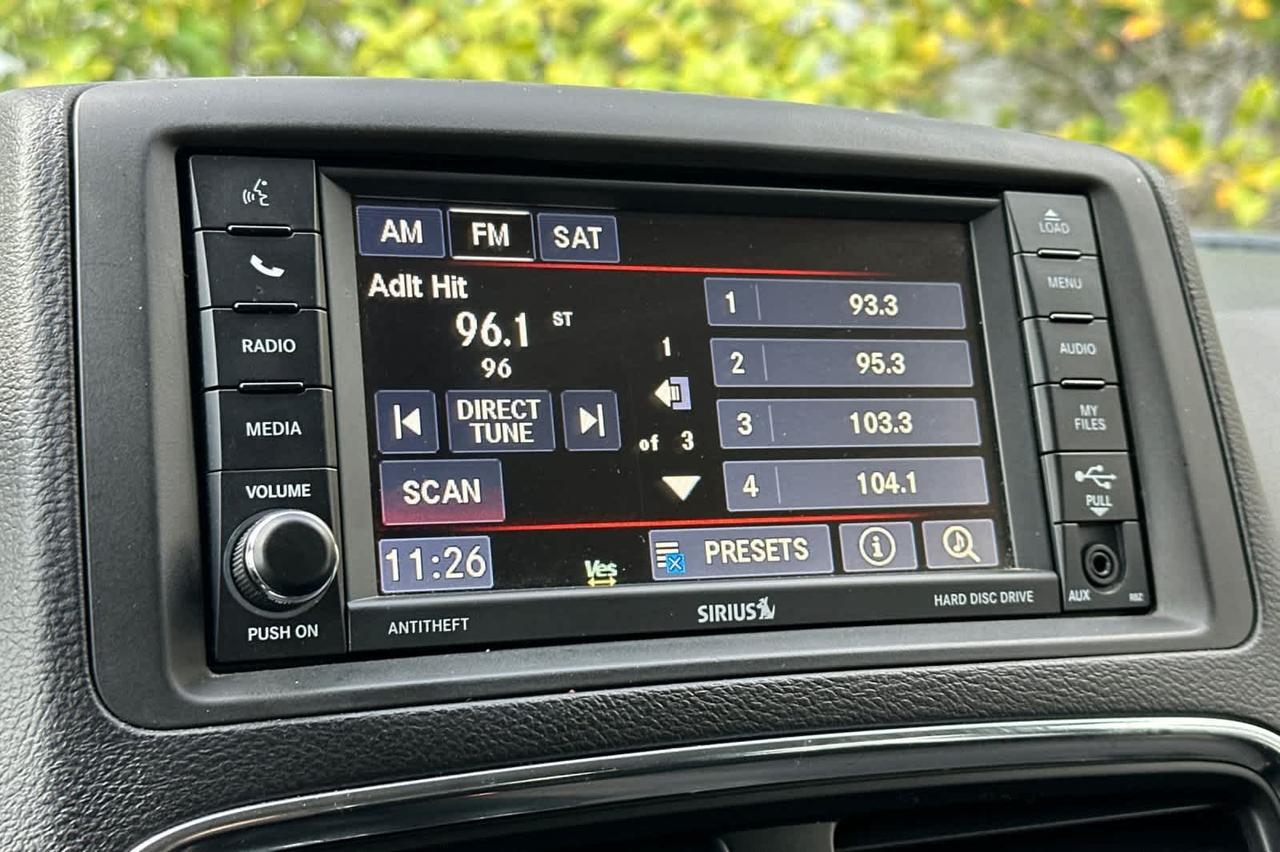 AM
FM
SAT
Adlt Hit
96.1 ST
96
DIRECT
TUNE
SCAN
11:26
1
of 3
1 93.3
2 95.3
3 103.3
4 104.1
Ves
PRESETS
RADIO
MEDIA
VOLUME
PUSH ON
ANTITHEFT
SIRIUS
HARD DISC DRIVE
LOAD
MENU
AUDIO
MY
FILES
PULL
AUX
RBZ